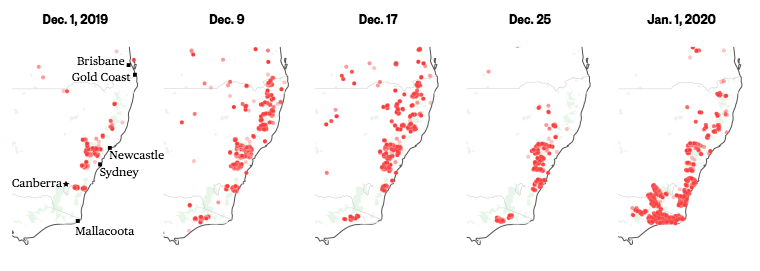 Dec. 1, 2019
Dec. 9
Dec. 17
Dec. 25
Jan. 1, 2020
Brisbane
Gold Coast
Newcastle
Sydney
Canberra
Mallacoota